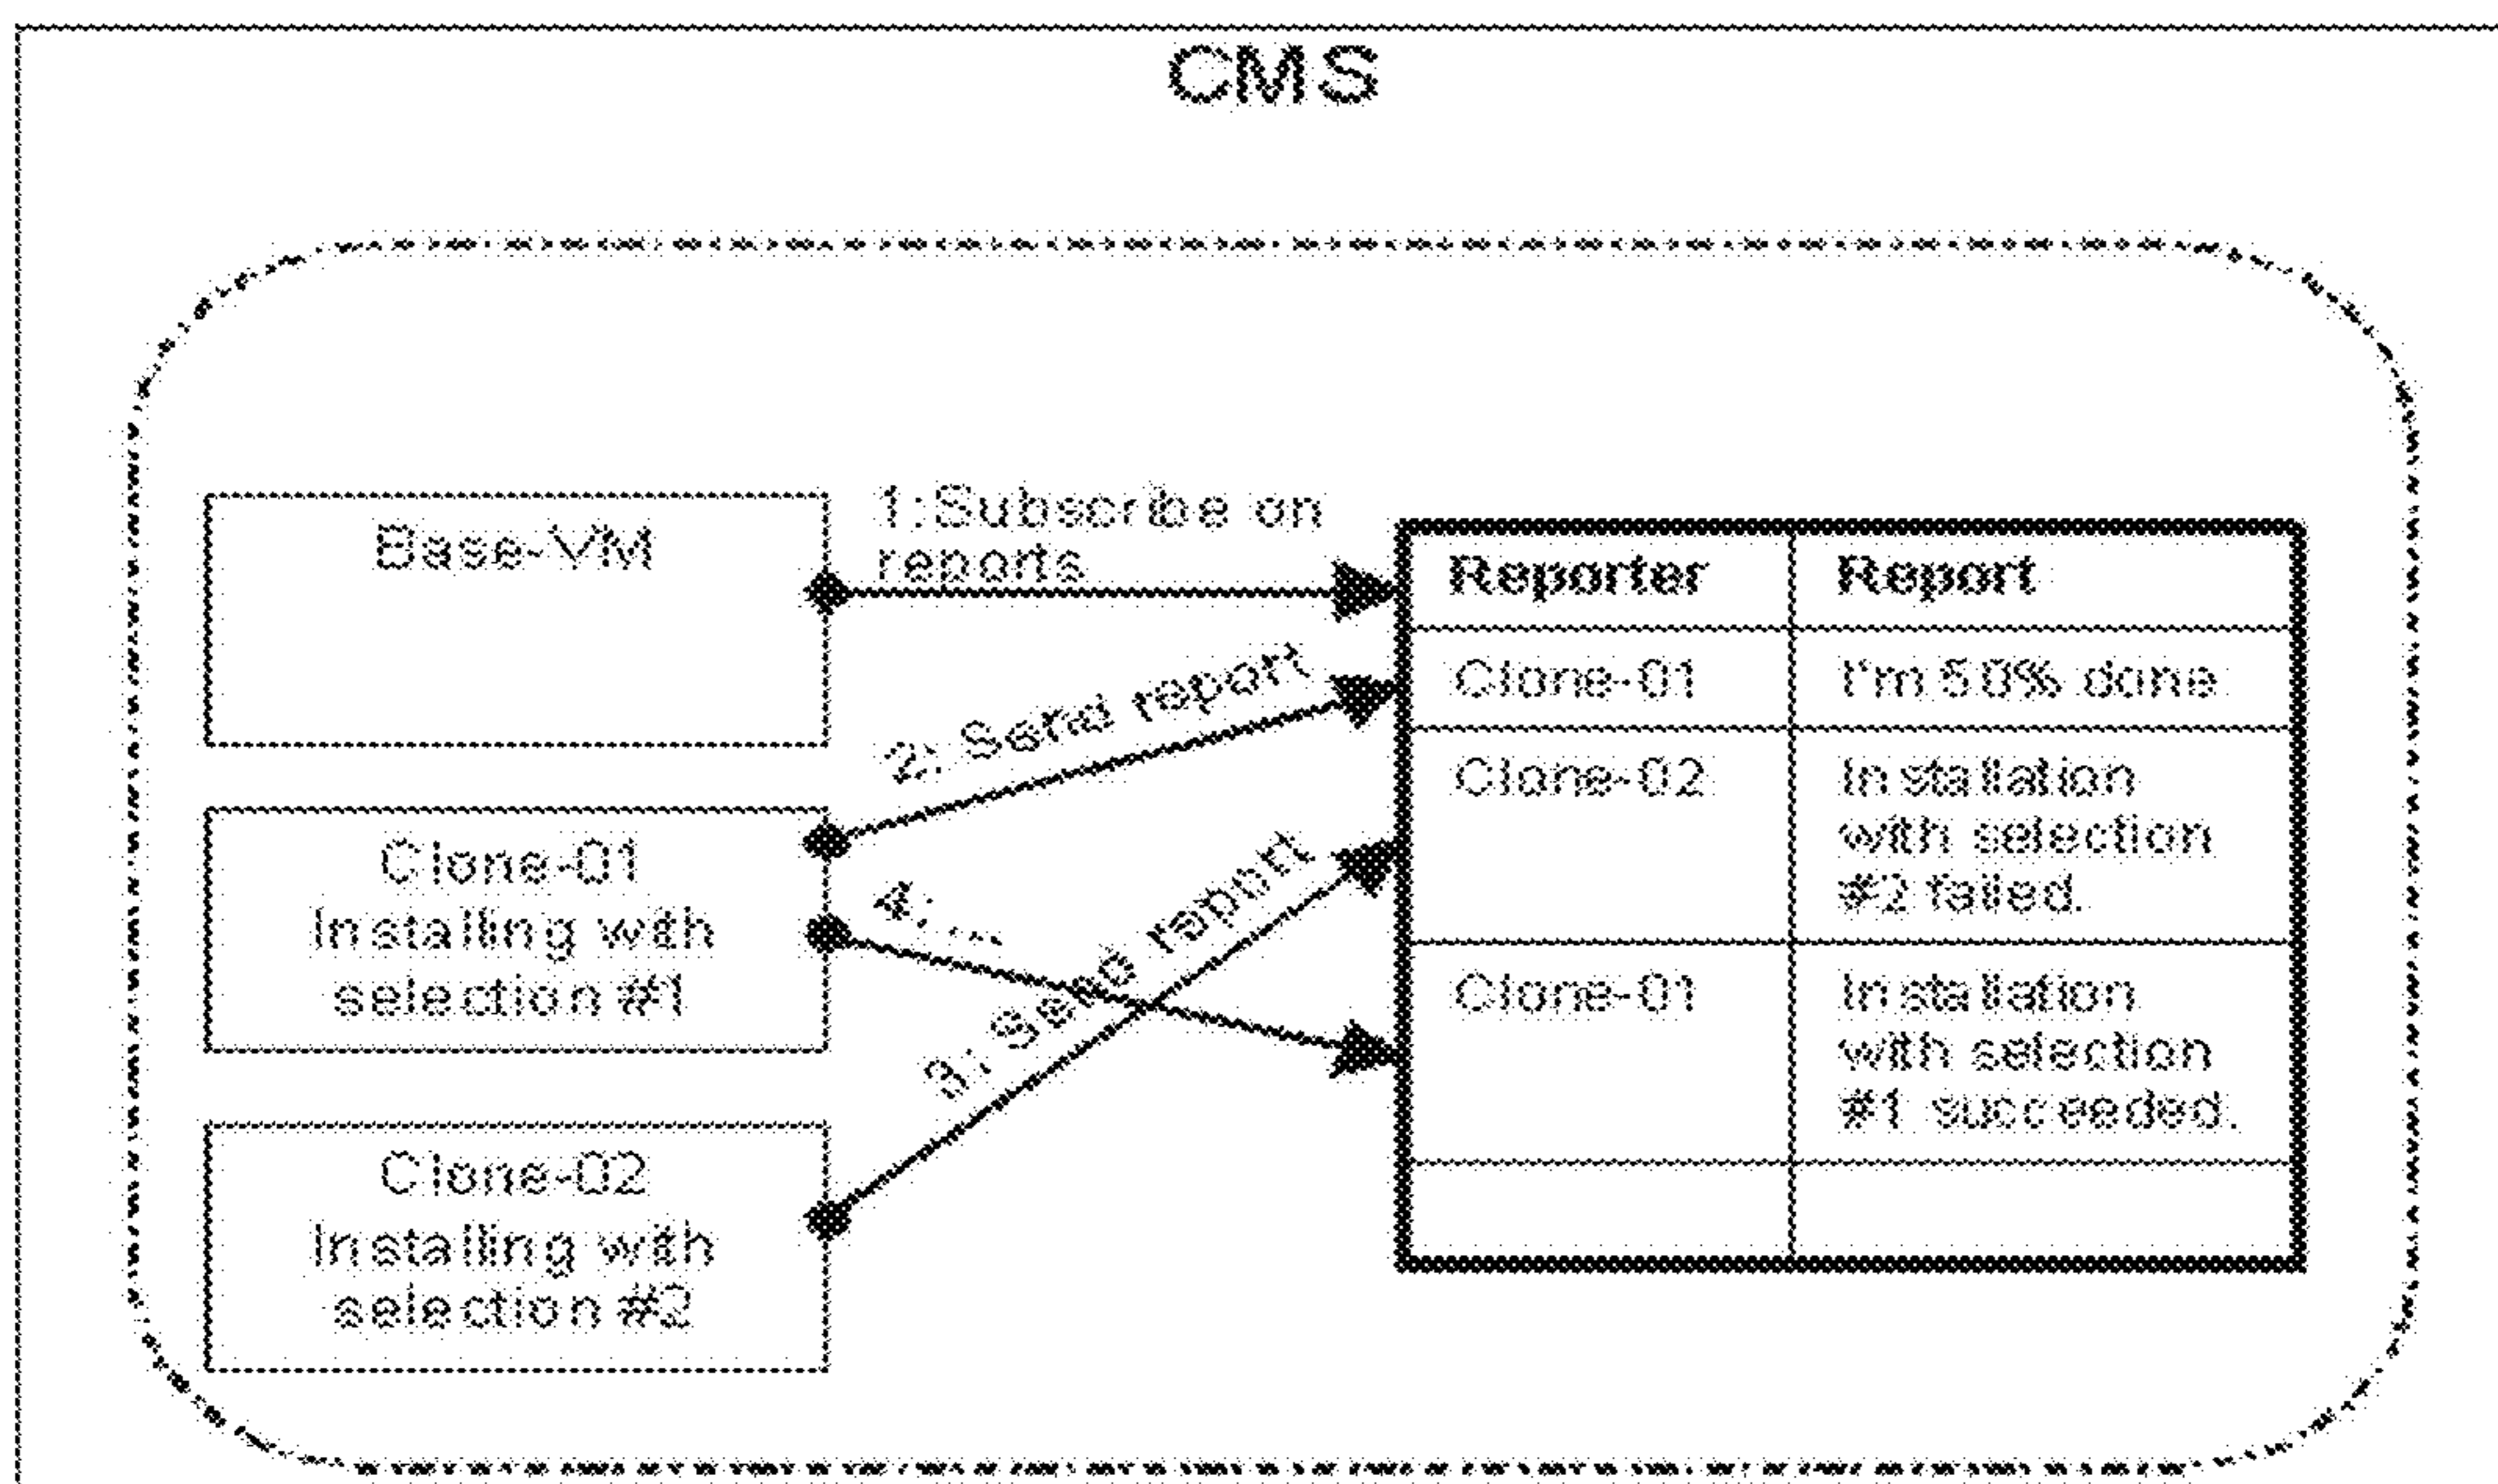 CMS
Base-VM
1:Subscribe on
reports
Reporter
Report
Clone-01
I'm 50% done
2: Send report
Clone-02
Installation
with selection
#2 failed.
Clone-01
Installing with
selection #1
4: ...
3: Send report
Clone-01
Installation
with selection
#1 succeeded.
Clone-02
Installing with
selection #2